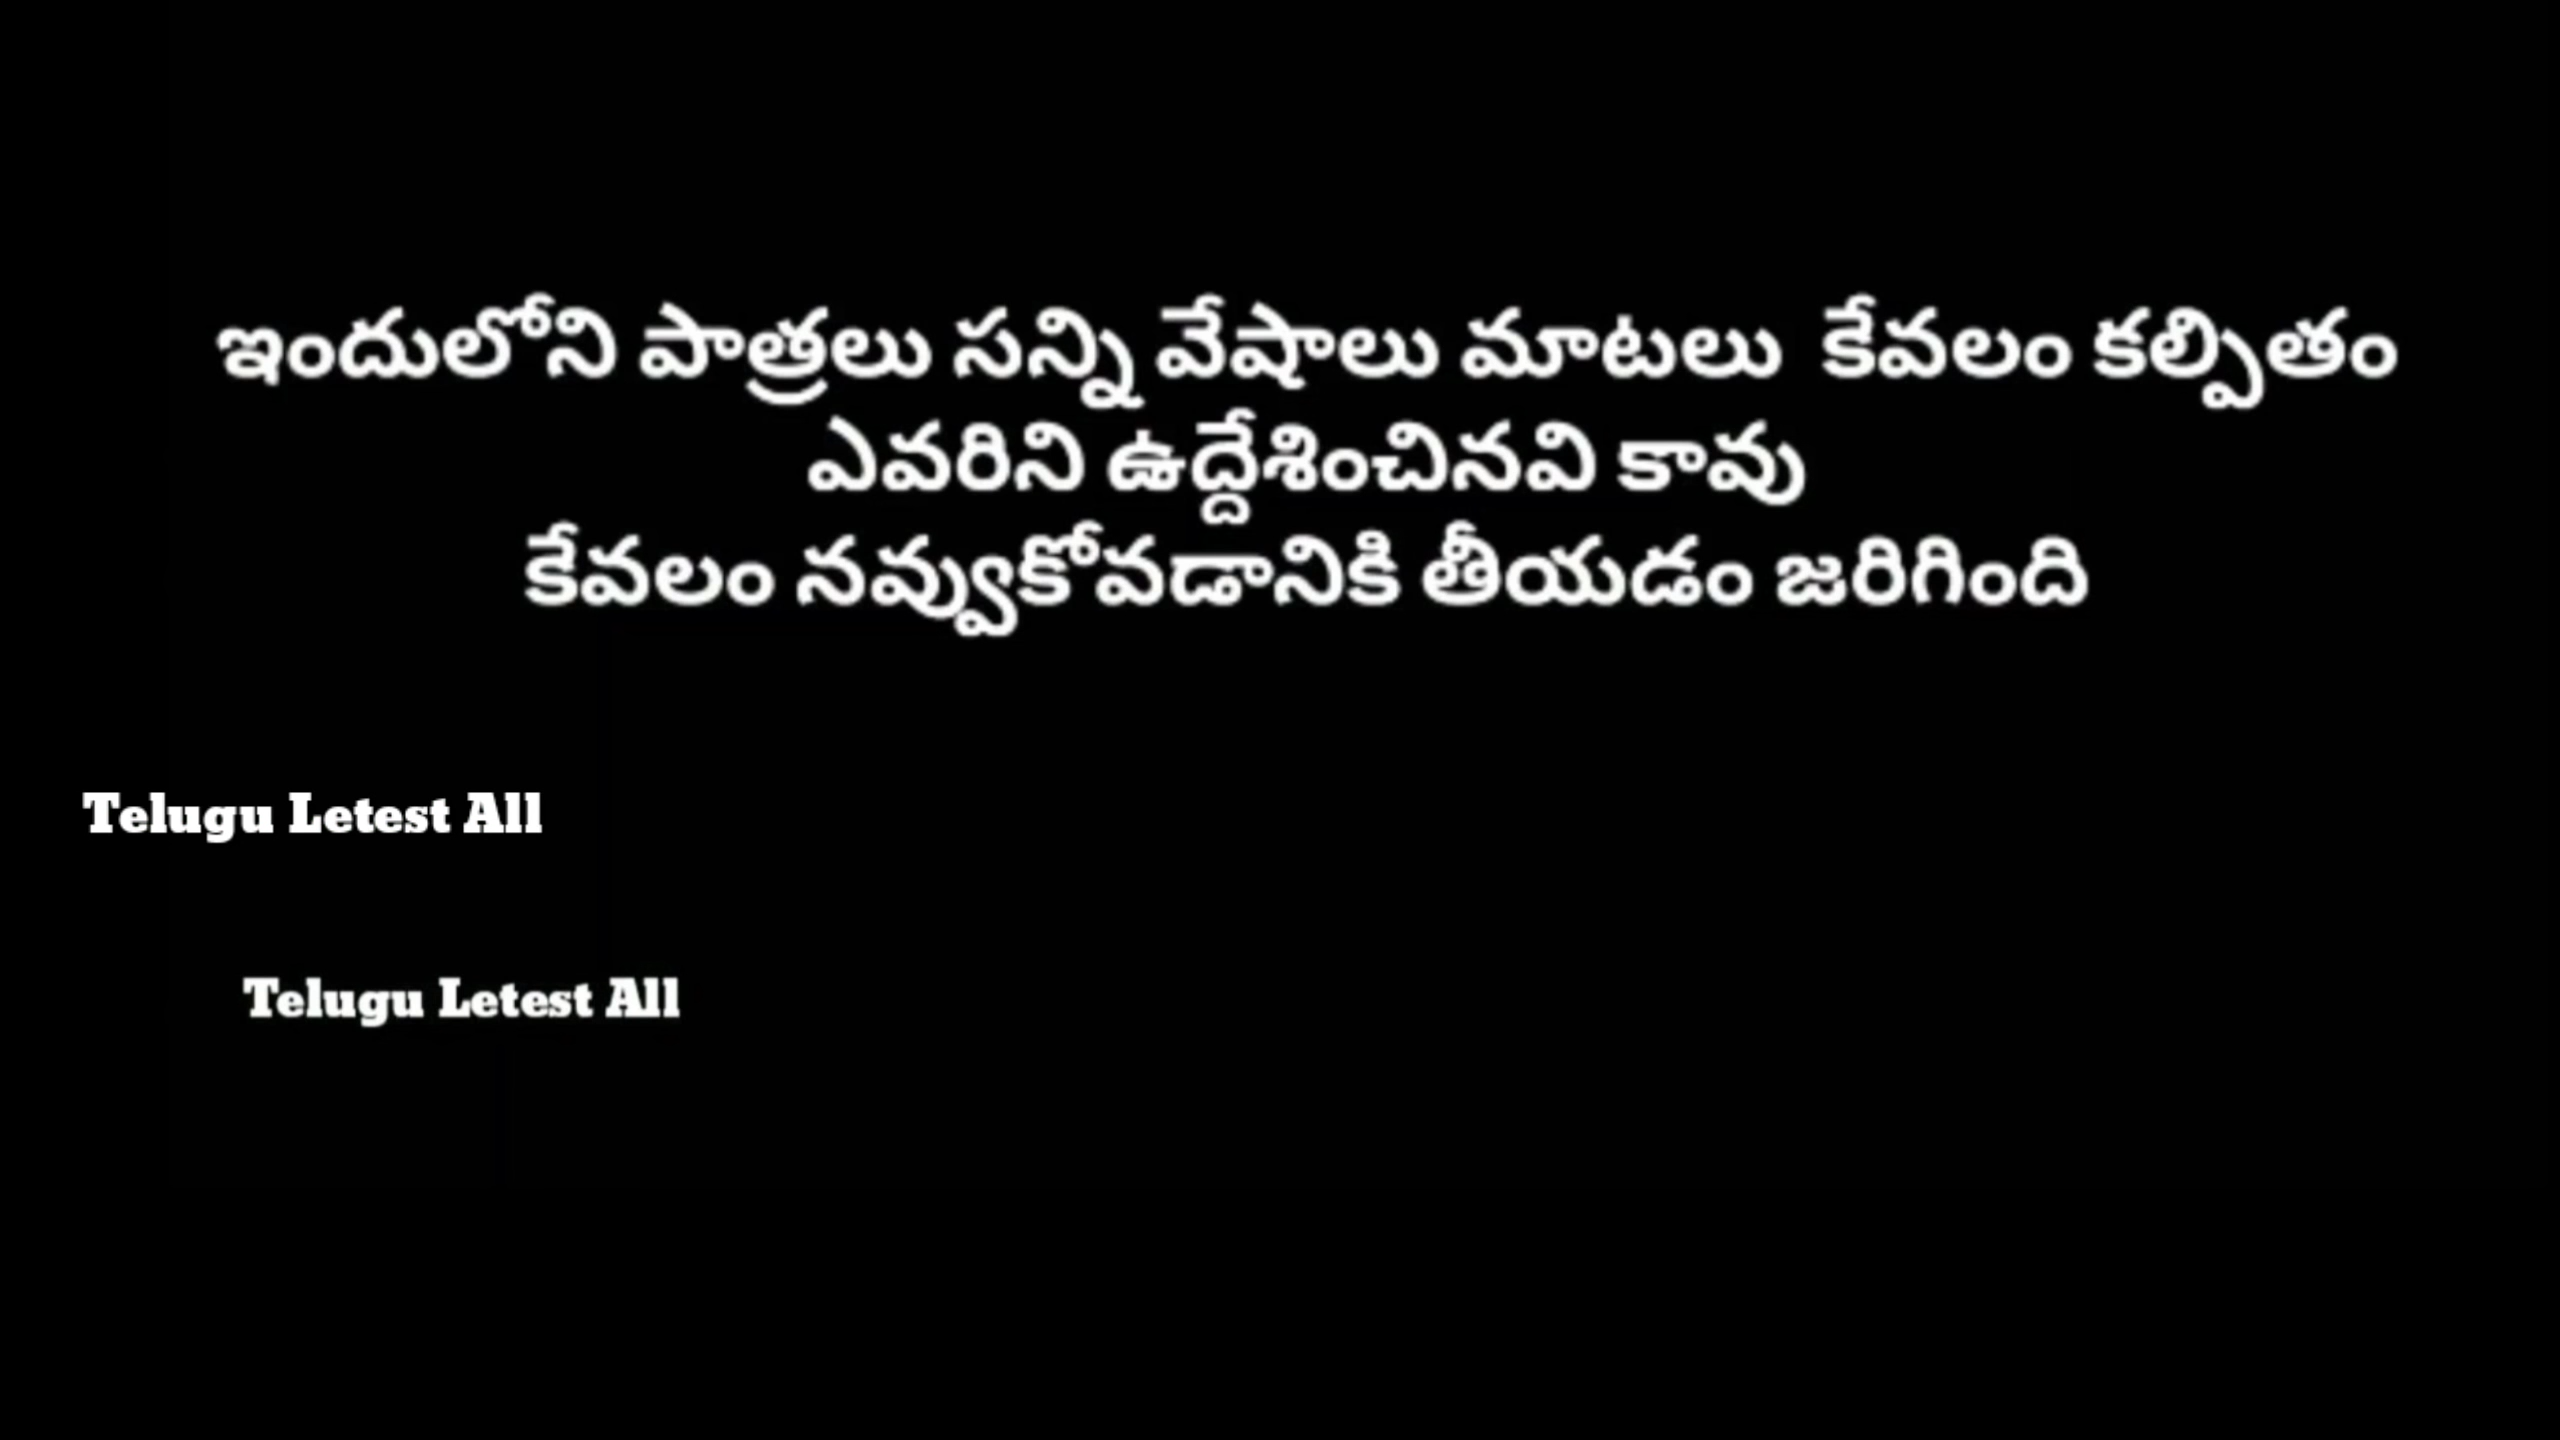 ఇందులోని పాత్రలు సన్ని వేషాలు మాటలు కేవలం కల్పితం
ఎవరిని ఉద్దేశించినవి కావు
కేవలం నవ్వుకోవడానికి తీయడం జరిగింది
Telugu Letest All
Telugu Letest All